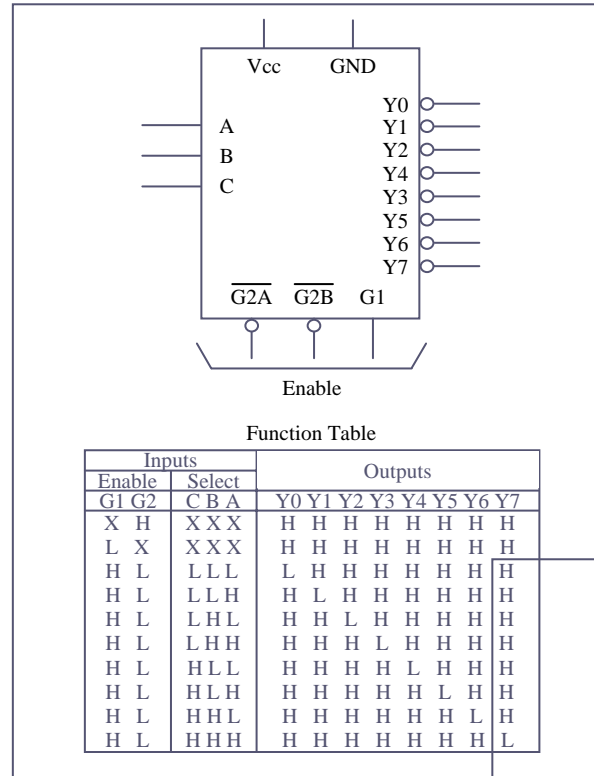 Vcc GND
Y0
A Y1
B Y2
C Y4
Y3
Y5
Y6
Y7
G2A G2B G1
Enable
Function Table
Inputs Outputs
Enable Select
G1 G2 C B A Y0 Y1 Y2 Y3 Y4 Y5 Y6 Y7
X H X X X H H H H H H H H
L X X X X H H H H H H H H
H L L L L L H H H H H H H
H L L L H H L H H H H H H
H L L H L H H L H H H H H
H L L H H H H H L H H H H
H L H L L H H H H L H H H
H L H L H H H H H H L H H
H L H H L H H H H H H L H
H L H H H H H H H H H H L